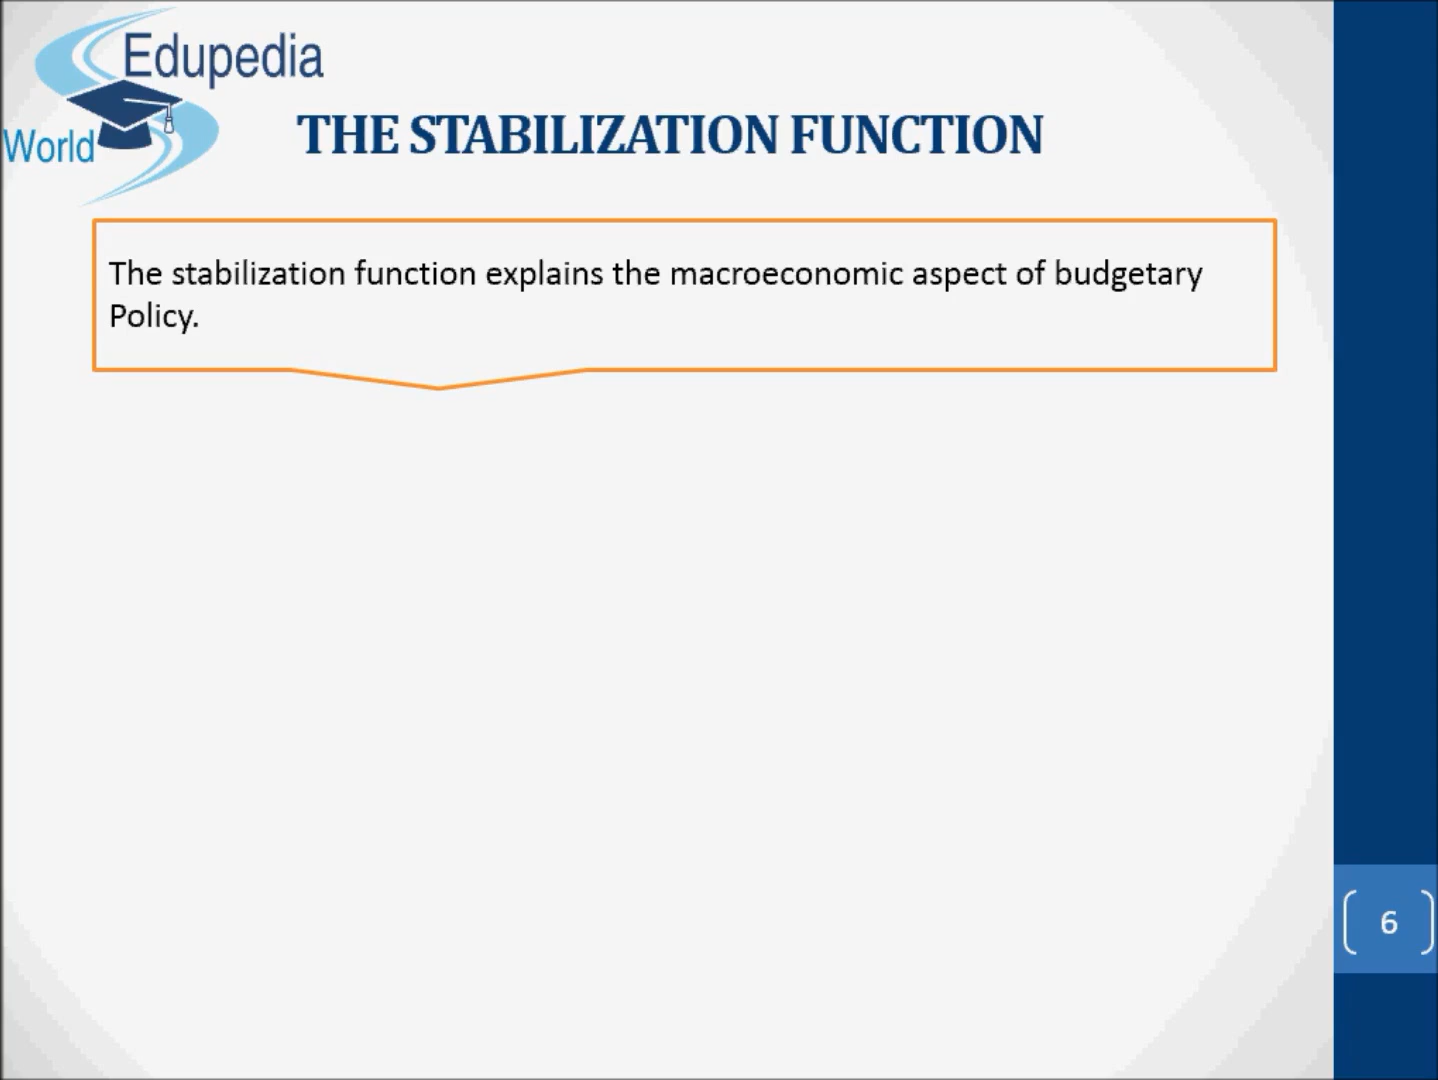 Edupedia
World
THE STABILIZATION FUNCTION
The stabilization function explains the macroeconomic aspect of budgetary
Policy.
6